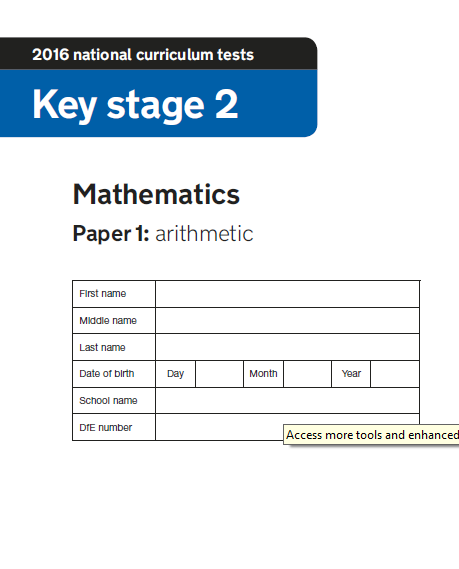 2016 national curriculum tests
Key stage 2
Mathematics
Paper 1: arithmetic
First name
Middle name
Last name
Date of birth Day Month Year
School name
DfE number
Access more tools and enhanced